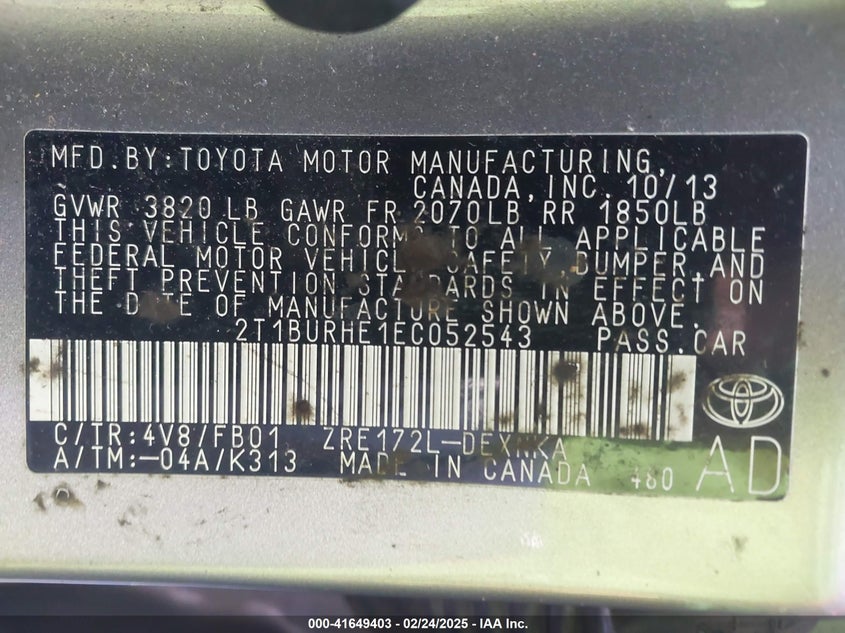 MFD.BY:TOYOTA MOTOR MANUFACTURING,
CANADA, INC. 10/13
GVWR 3820 LB GAWR FR 2070LB RR 1850LB
THIS VEHICLE CONFORMS TO ALL APPLICABLE
FEDERAL MOTOR VEHICLE SAFETY, BUMPER,AND
THEFT PREVENTION STANDARDS IN EFFECT ON
THE DATE OF MANUFACTURE SHOWN ABOVE.
2T1BURHE1EC052543 PASS.CAR
C/TR:4V8/FB01 ZRE172L-DEXNKA
A/TM:-04A/K313 MADE IN CANADA 480 AD
000-41649403 - 02/24/2025 - © IAA, Inc.